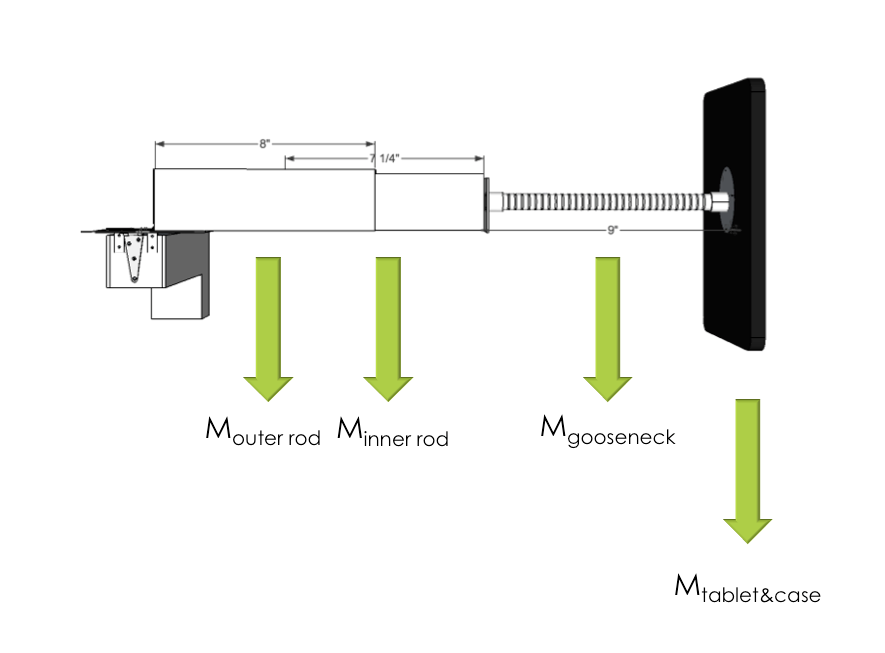 8"
7 1/4"
9"
Mouter rod
Minner rod
Mgooseneck
Mtablet&case